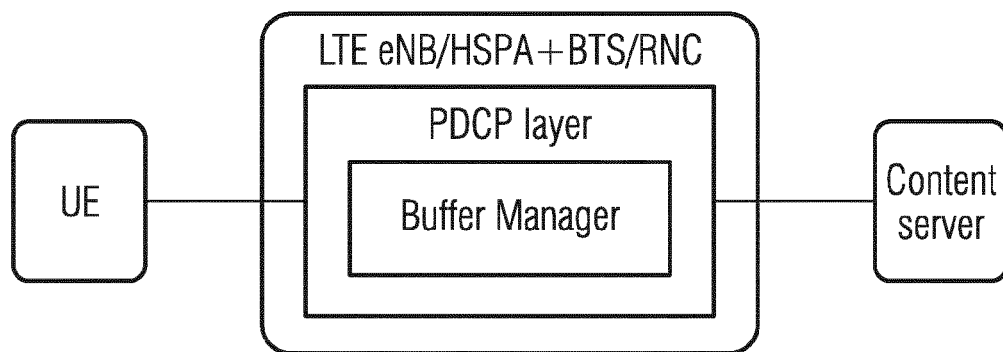 LTE eNB/HSPA+BTS/RNC
PDCP layer
UE
Buffer Manager
Content
server